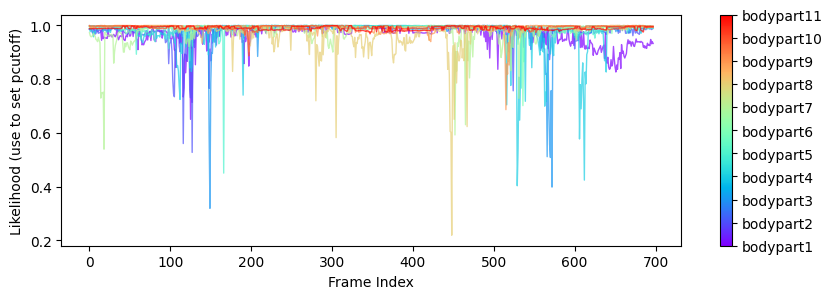 Likelihood (use to set pcutoff)
1.0
0.8
0.6
0.4
0.2
0 100 200 300 400 500 600 700
Frame Index
bodypart11
bodypart10
bodypart9
bodypart8
bodypart7
bodypart6
bodypart5
bodypart4
bodypart3
bodypart2
bodypart1